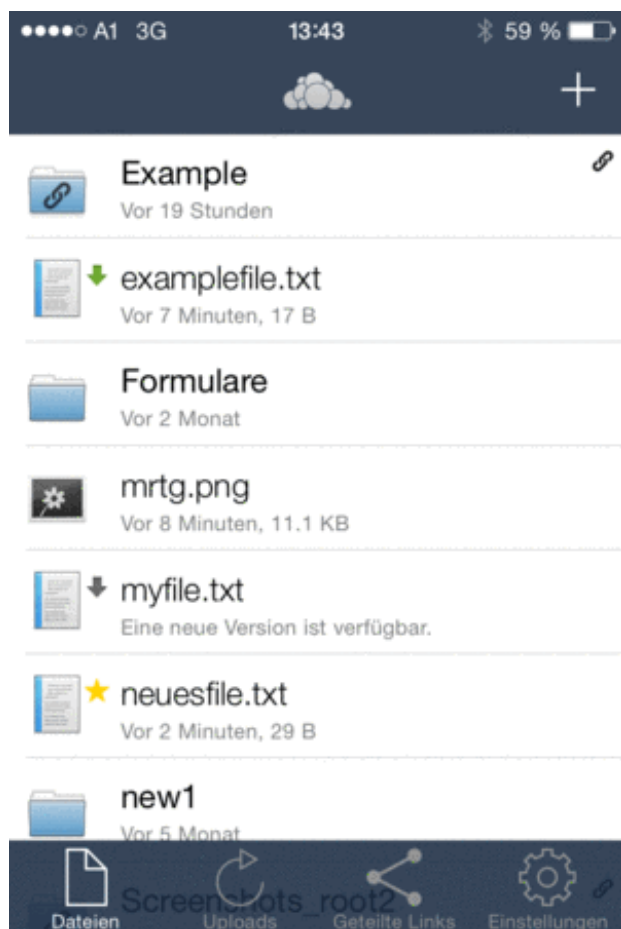 A1 3G 13:43 59 %
Example
Vor 19 Stunden
examplefile.txt
Vor 7 Minuten, 17 B
Formulare
Vor 2 Monat
mrtg.png
Vor 8 Minuten, 11.1 KB
myfile.txt
Eine neue Version ist verfügbar.
neuesfile.txt
Vor 2 Minuten, 29 B
new1
Vor 5 Monat
Screenshots_root2
Dateien Uploads Geteilte Links Einstellungen